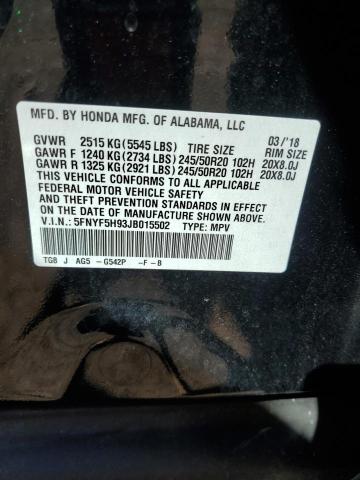 MFD. BY HONDA MFG. OF ALABAMA, LLC
03/'18
GVWR 2515 KG (5545 LBS) TIRE SIZE RIM SIZE
GAWR F 1240 KG (2734 LBS) 245/50R20 102H 20X8.0J
GAWR R 1325 KG (2921 LBS) 245/50R20 102H 20X8.0J
THIS VEHICLE CONFORMS TO ALL APPLICABLE
FEDERAL MOTOR VEHICLE SAFETY AND THEFT
PREVENTION STANDARDS IN EFFECT
ON THE DATE OF MANUFACTURE SHOWN ABOVE.
V.I.N.: 5FNYF5H93JB015502 TYPE: MPV
TG8 J AG5 - G542P -F - B